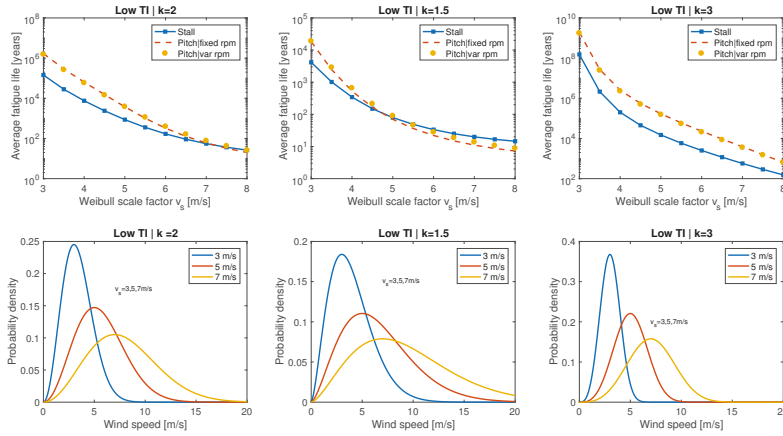 Low TI | k=2
Average fatigue life [years]
10^8
10^6
10^4
10^2
10^0
3 4 5 6 7 8
Weibull scale factor v_s [m/s]
Stall
Pitch|fixed rpm
Pitch|var rpm
Low TI | k=1.5
Average fatigue life [years]
10^5
10^4
10^3
10^2
10^1
10^0
3 4 5 6 7 8
Weibull scale factor v_s [m/s]
Stall
Pitch|fixed rpm
Pitch|var rpm
Low TI | k=3
Average fatigue life [years]
10^10
10^8
10^6
10^4
10^2
3 4 5 6 7 8
Weibull scale factor v_s [m/s]
Stall
Pitch|fixed rpm
Pitch|var rpm
Low TI | k =2
Probability density
0.25
0.2
0.15
0.1
0.05
0
0 5 10 15 20
Wind speed [m/s]
3 m/s
5 m/s
7 m/s
v_s=3,5,7m/s
Low TI | k=1.5
Probability density
0.2
0.15
0.1
0.05
0
0 5 10 15 20
Wind speed [m/s]
3 m/s
5 m/s
7 m/s
v_s=3,5,7m/s
Low TI | k=3
Probability density
0.4
0.3
0.2
0.1
0
0 5 10 15 20
Wind speed [m/s]
3 m/s
5 m/s
7 m/s
v_s=3,5,7m/s